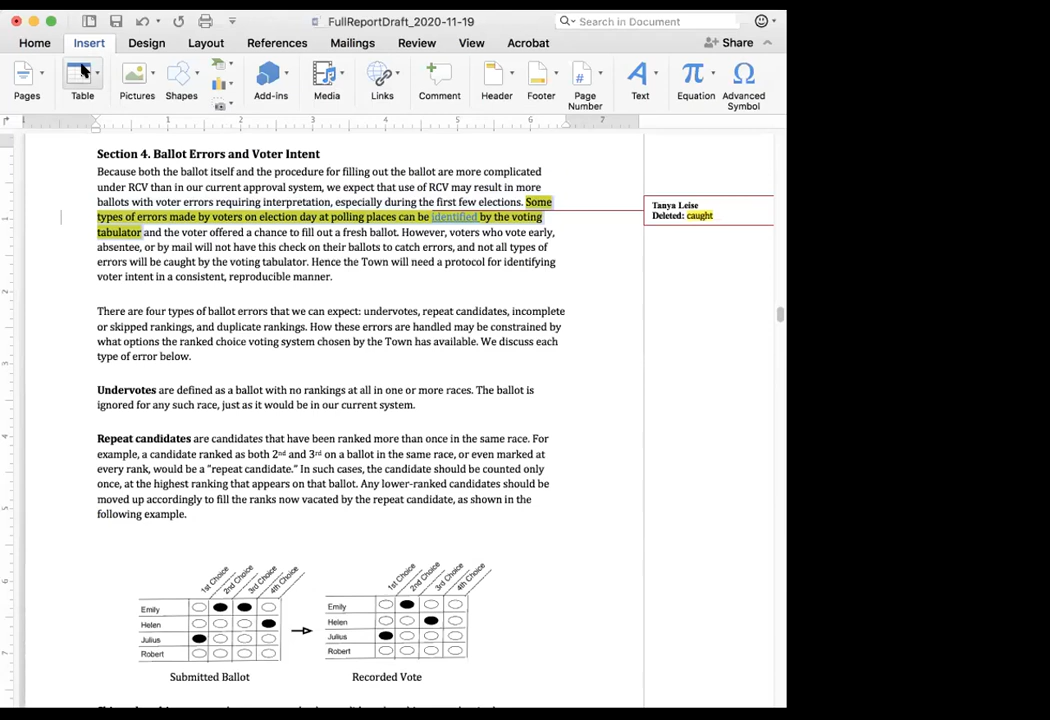 FullReportDraft_2020-11-19
Search in Document
Home Insert Design Layout References Mailings Review View Acrobat
Share
Pages Table Pictures Shapes Add-ins Media Links Comment Header Footer Page Number Text Equation Advanced Symbol
1 2 3 4 5 6 7
Section 4. Ballot Errors and Voter Intent
Because both the ballot itself and the procedure for filling out the ballot are more complicated
under RCV than in our current approval system, we expect that use of RCV may result in more
ballots with voter errors requiring interpretation, especially during the first few elections. Some
types of errors made by voters on election day at polling places can be identified by the voting
tabulator and the voter offered a chance to fill out a fresh ballot. However, voters who vote early,
absentee, or by mail will not have this check on their ballots to catch errors, and not all types of
errors will be caught by the voting tabulator. Hence the Town will need a protocol for identifying
voter intent in a consistent, reproducible manner.
Tanya Leise
Deleted: caught
There are four types of ballot errors that we can expect: undervotes, repeat candidates, incomplete
or skipped rankings, and duplicate rankings. How these errors are handled may be constrained by
what options the ranked choice voting system chosen by the Town has available. We discuss each
type of error below.
Undervotes are defined as a ballot with no rankings at all in one or more races. The ballot is
ignored for any such race, just as it would be in our current system.
Repeat candidates are candidates that have been ranked more than once in the same race. For
example, a candidate ranked as both 2nd and 3rd on a ballot in the same race, or even marked at
every rank, would be a "repeat candidate." In such cases, the candidate should be counted only
once, at the highest ranking that appears on that ballot. Any lower-ranked candidates should be
moved up accordingly to fill the ranks now vacated by the repeat candidate, as shown in the
following example.
1st Choice 2nd Choice 3rd Choice 4th Choice
Emily
Helen
Julius
Robert
Submitted Ballot
1st Choice 2nd Choice 3rd Choice 4th Choice
Emily
Helen
Julius
Robert
Recorded Vote